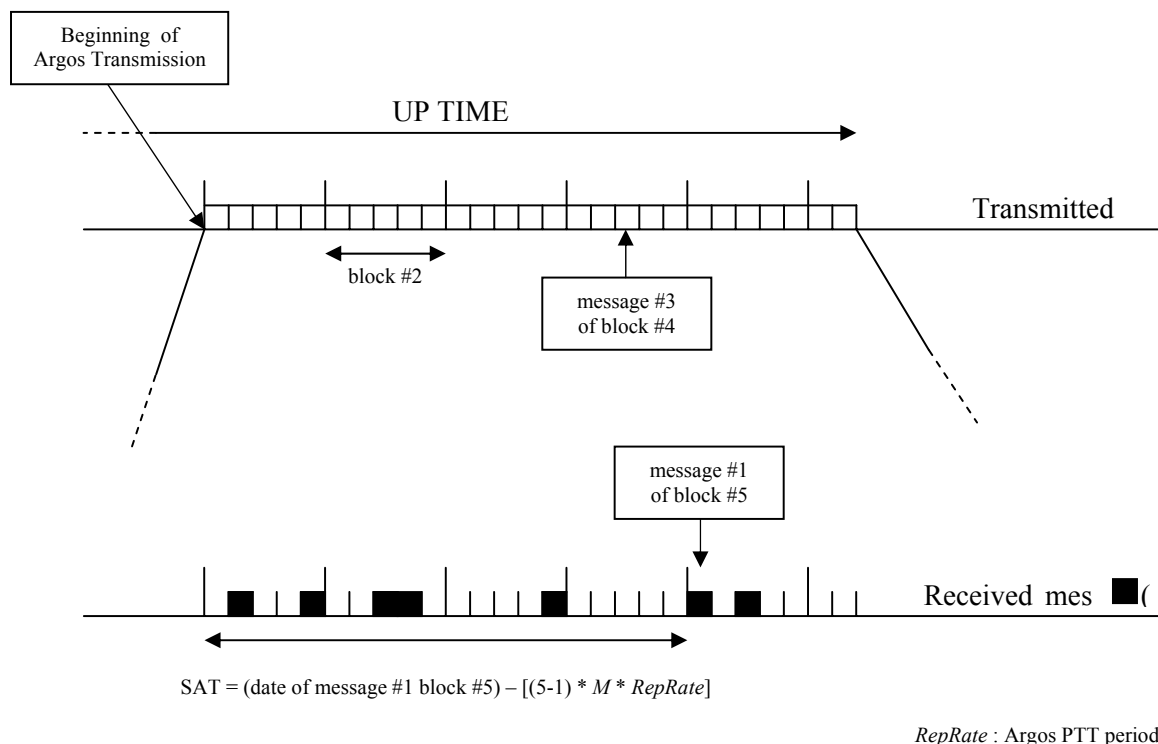 Beginning of
Argos Transmission
UP TIME
Transmitted
block #2
message #3
of block #4
message #1
of block #5
Received mes ■(
SAT = (date of message #1 block #5) – [(5-1) * M * RepRate]
RepRate : Argos PTT period